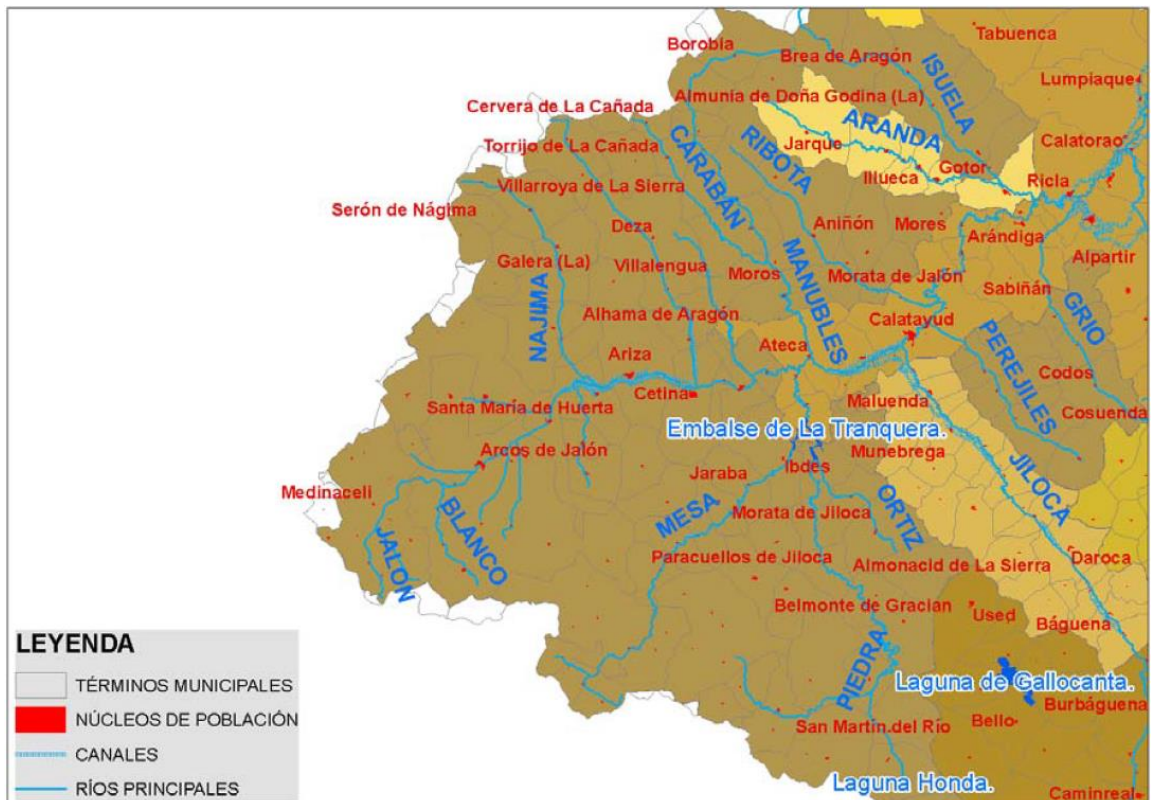 Tabuenca
Borobia
Brea de Aragón
ISUELA
Lumpiaque
Almunia de Doña Godina (La)
Cervera de La Cañada
ARANDA
Calatorao
Torrijo de La Cañada
CARABÁN
RIBOTA
Jarque
Illueca
Gotor
Ricla
Villarroya de La Sierra
Serón de Nágima
Deza
Aniñón
Mores
Arándiga
Alpartir
Galera (La)
Villalengua
Moros
MANUBLES
Morata de Jalón
Sabiñán
GRIO
NAJIMA
Alhama de Aragón
Calatayud
PEREJILES
Ateca
Ariza
Codos
Cetina
Maluenda
Santa María de Huerta
Cosuenda
Embalse de La Tranquera.
Munebrega
Arcos de Jalón
Ibdes
Jaraba
JILOCA
Medinaceli
BLANCO
MESA
Morata de Jiloca
ORTIZ
JALON
Paracuellos de Jiloca
Almonacid de La Sierra
Daroca
Belmonte de Gracian
Used
Báguena
PIEDRA
Laguna de Gallocanta.
Burbáguena
Bello
San Martín del Río
Laguna Honda.
Caminreal
LEYENDA
TÉRMINOS MUNICIPALES
NÚCLEOS DE POBLACIÓN
CANALES
RÍOS PRINCIPALES